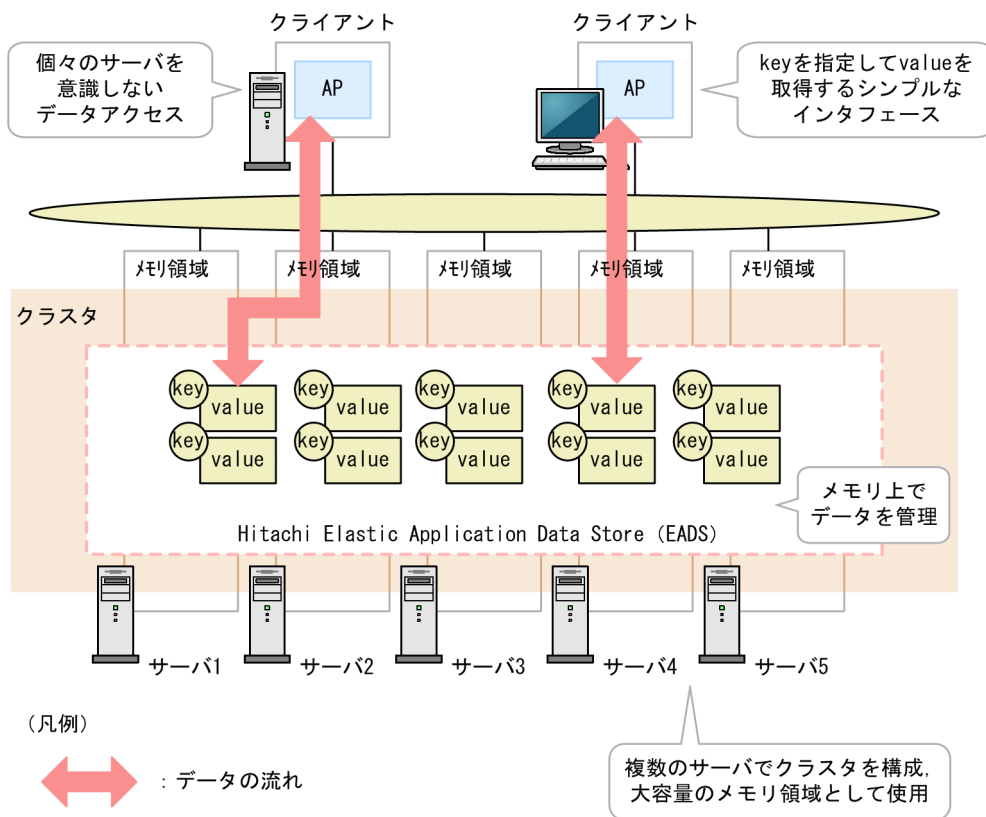 クライアント
クライアント
個々のサーバを
意識しない
データアクセス
AP
AP
keyを指定してvalueを
取得するシンプルな
インタフェース
ﾒﾓﾘ領域
ﾒﾓﾘ領域
ﾒﾓﾘ領域
ﾒﾓﾘ領域
ﾒﾓﾘ領域
クラスタ
key
value
key
value
key
value
key
value
key
value
key
value
key
value
key
value
key
value
key
value
メモリ上で
データを管理
Hitachi Elastic Application Data Store (EADS)
サーバ1
サーバ2
サーバ3
サーバ4
サーバ5
(凡例)
: データの流れ
複数のサーバでクラスタを構成,
大容量のメモリ領域として使用